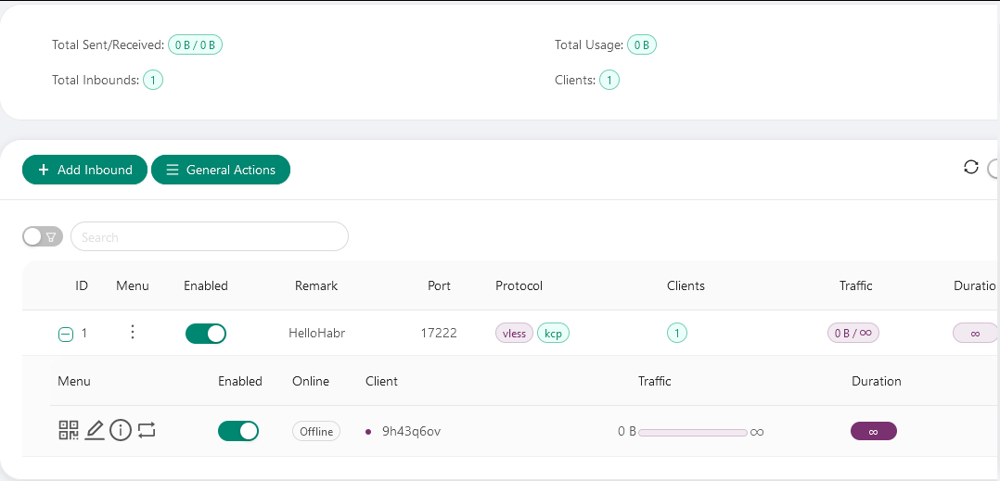 Total Sent/Received: 0 B / 0 B Total Usage: 0 B
Total Inbounds: 1 Clients: 1
Add Inbound General Actions
Search
ID Menu Enabled Remark Port Protocol Clients Traffic Duratio
1 HelloHabr 17222 vless kcp 1 0 B / ∞ ∞
Menu Enabled Online Client Traffic Duration
Offline 9h43q6ov 0 B ∞ ∞